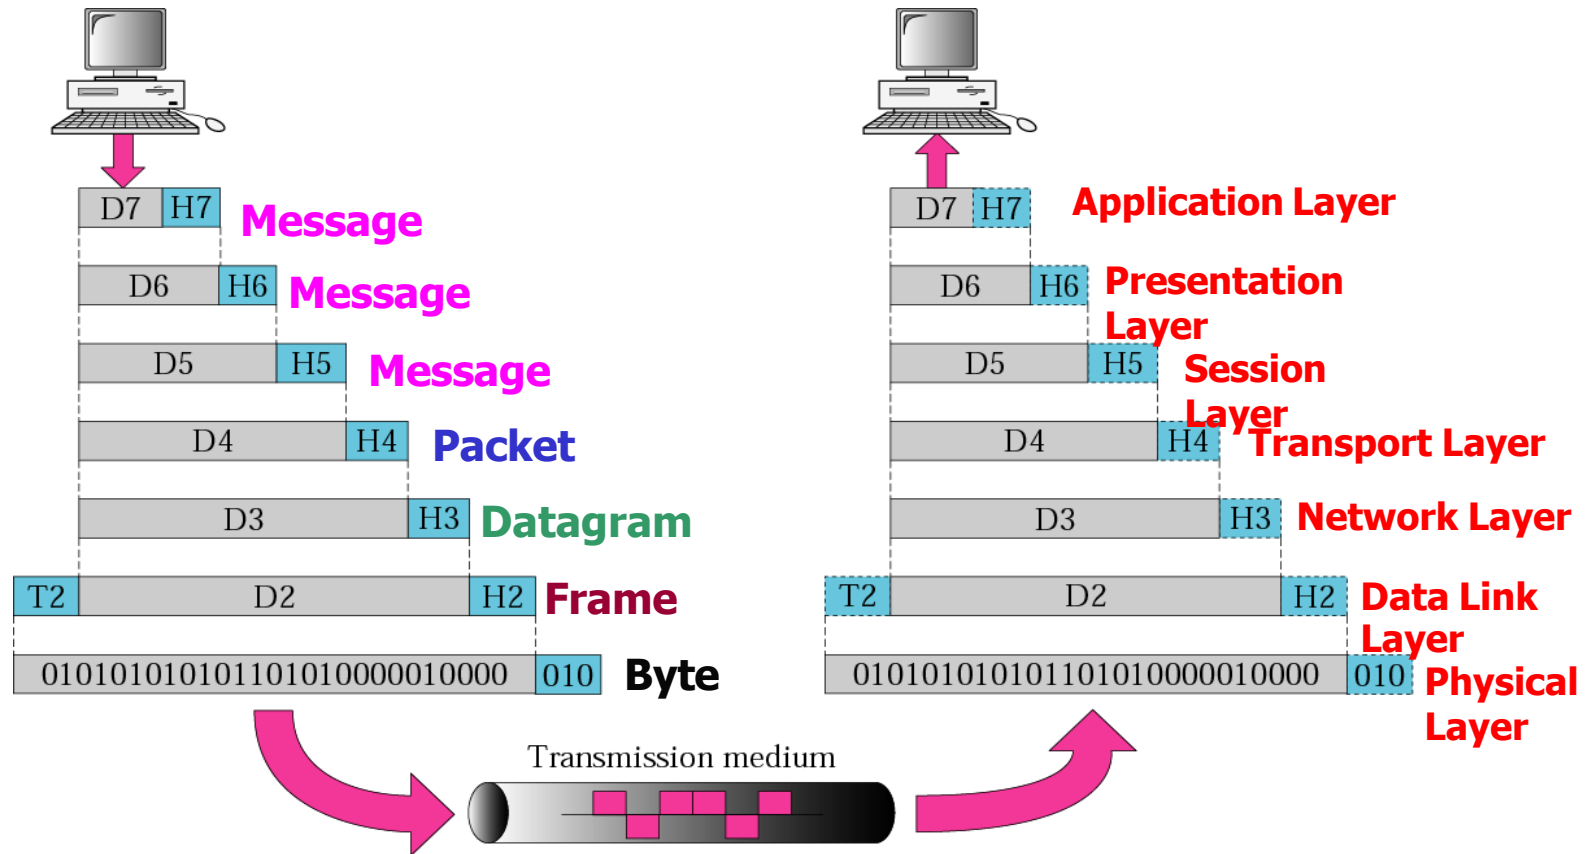 D7 H7 Message
D7 H7 Application Layer
D6 H6 Message
D6 H6 Presentation
Layer
D5 H5 Message
D5 H5 Session
Layer
D4 H4 Packet
D4 H4 Transport Layer
D3 H3 Datagram
D3 H3 Network Layer
T2 D2 H2 Frame
T2 D2 H2 Data Link
Layer
010101010101101010000010000 010 Byte
010101010101101010000010000 010 Physical
Layer
Transmission medium